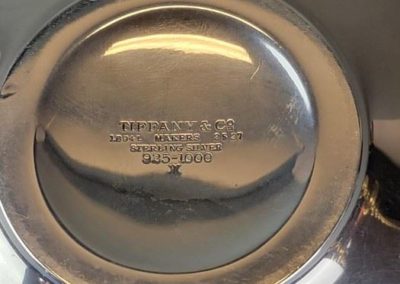 TIFFANY & Co
MAKERS
STERLING SILVER
925-1000
M